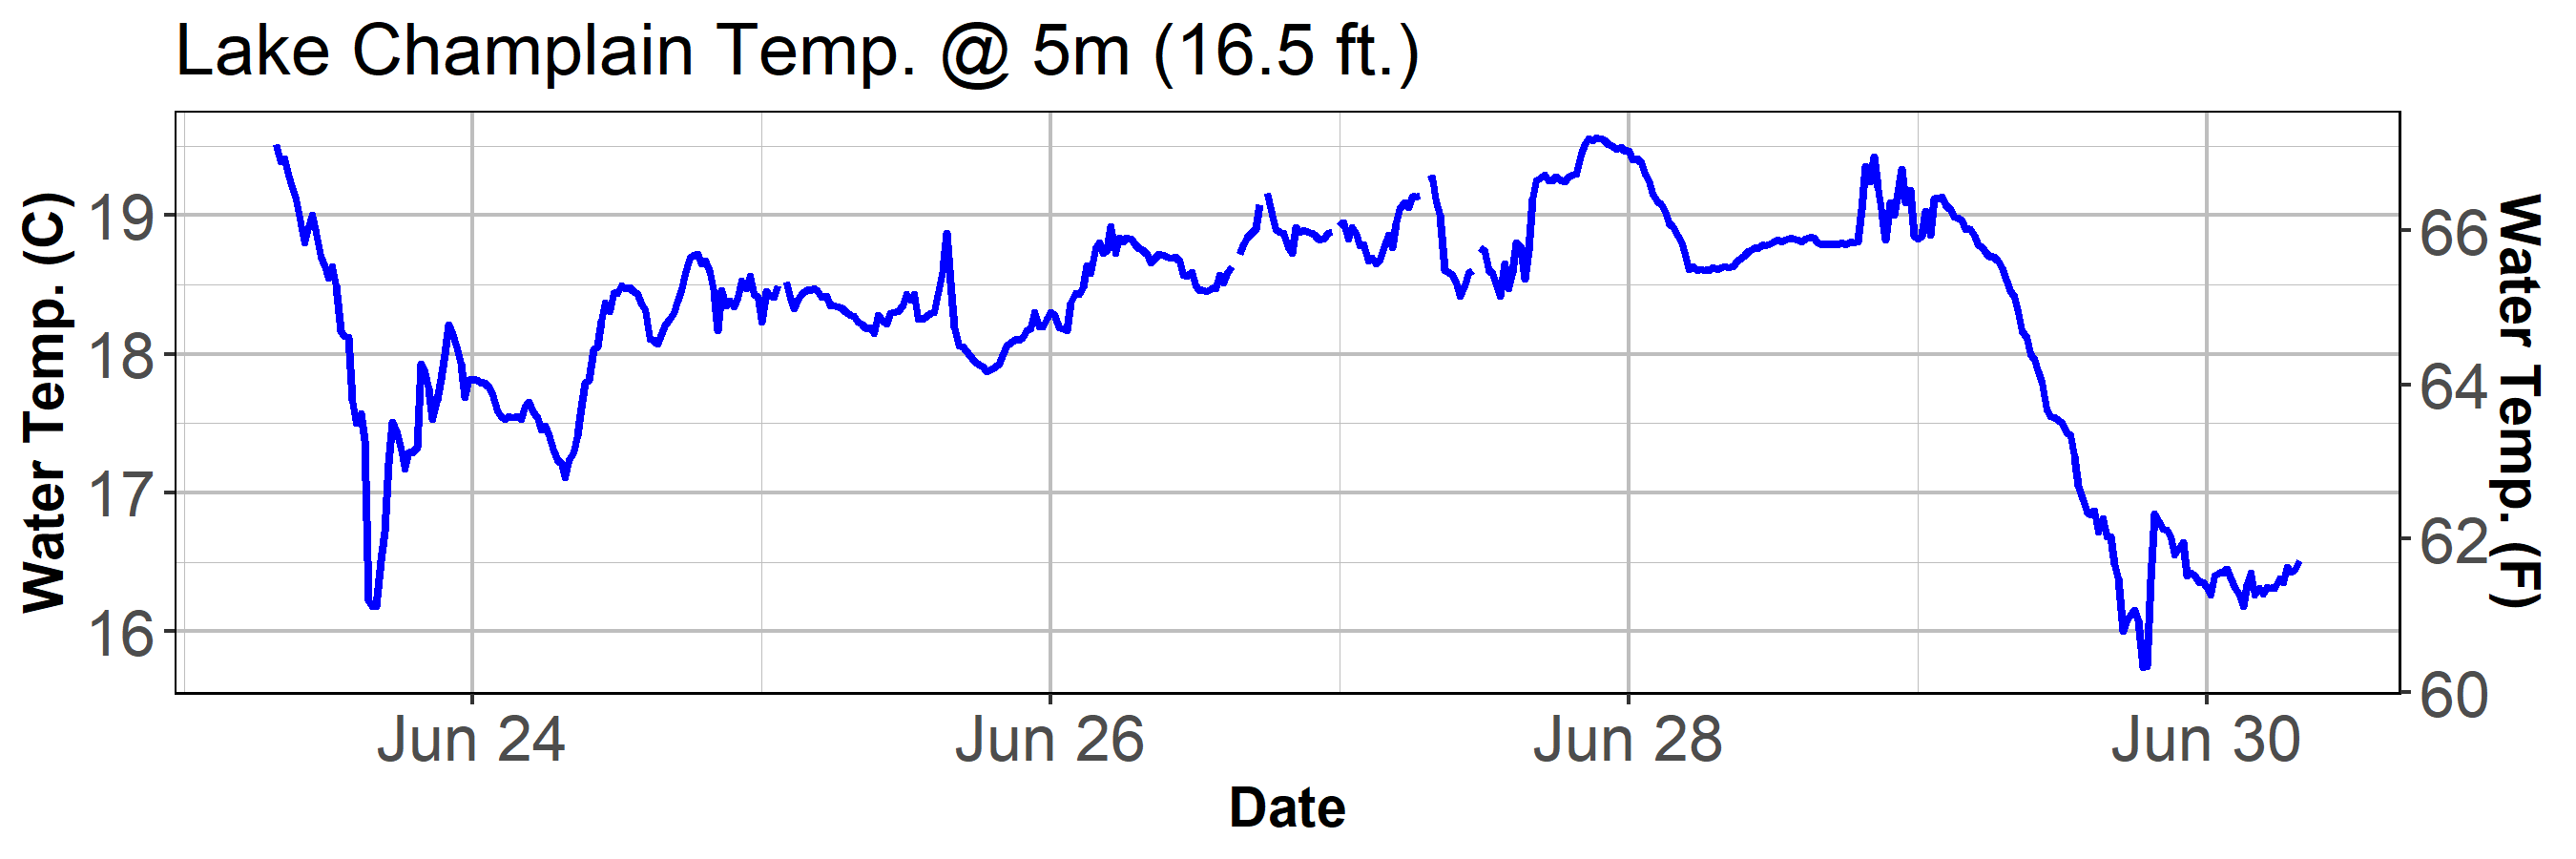 Lake Champlain Temp. @ 5m (16.5 ft.)
Water Temp. (C)
19
18
17
16
66
64
62
60
Water Temp. (F)
Jun 24 Jun 26 Jun 28 Jun 30
Date